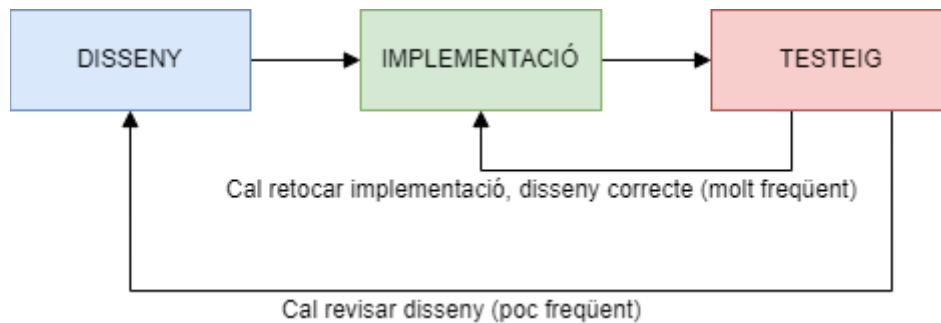 DISSENY
IMPLEMENTACIÓ
TESTEIG
Cal retocar implementació, disseny correcte (molt freqüent)
Cal revisar disseny (poc freqüent)